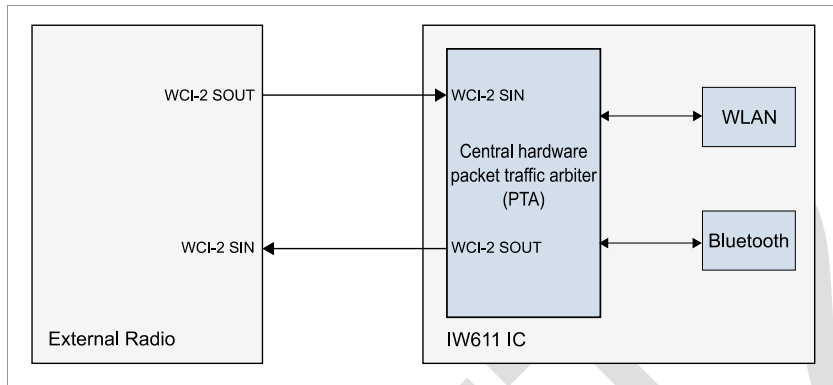 WCI-2 SOUT
WCI-2 SIN
External Radio
WCI-2 SIN
Central hardware
packet traffic arbiter
(PTA)
WCI-2 SOUT
WLAN
Bluetooth
IW611 IC